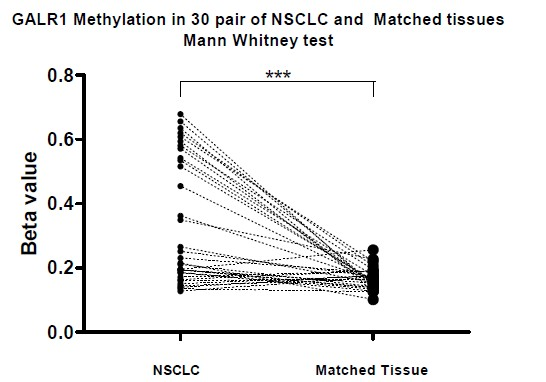 GALR1 Methylation in 30 pair of NSCLC and Matched tissues
Mann Whitney test
***
0.8
0.6
0.4
0.2
0.0
Beta value
NSCLC
Matched Tissue